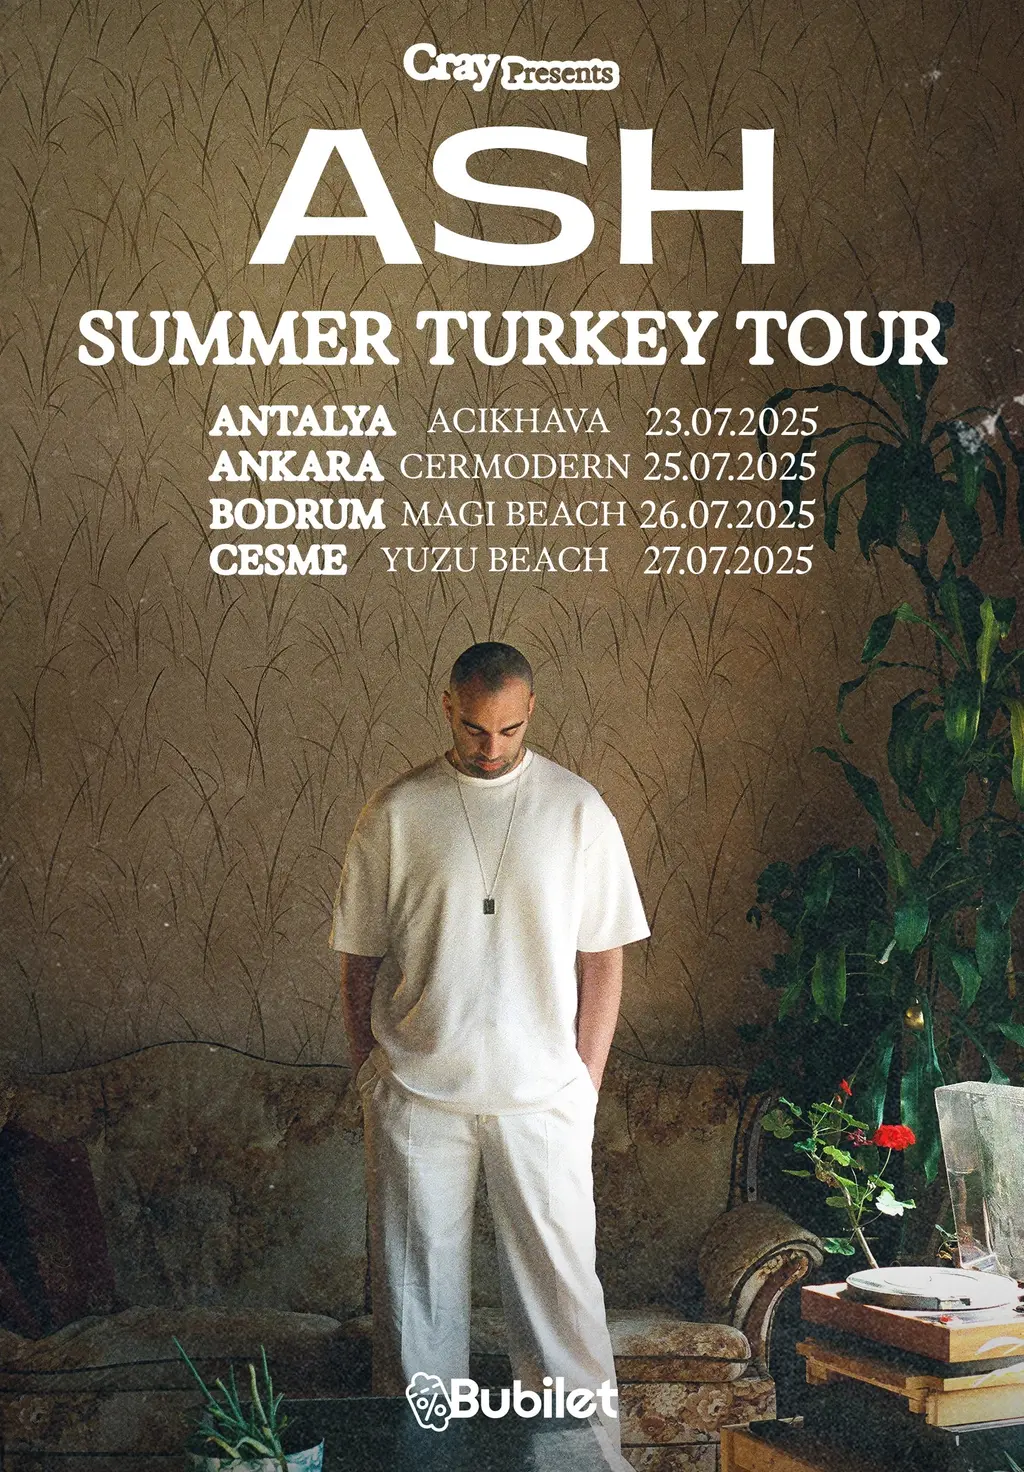 Cray Presents
ASH
SUMMER TURKEY TOUR
ANTALYA ACIKHAVA 23.07.2025
ANKARA CERMODERN 25.07.2025
BODRUM MAGI BEACH 26.07.2025
CESME YUZU BEACH 27.07.2025
% Bubilet